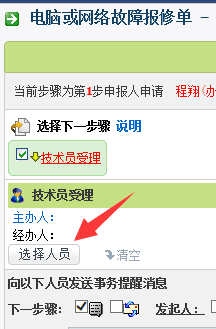 电脑或网络故障报修单 –
当前步骤为第1步申报人申请 程翔(办
选择下一步骤 说明
技术员受理
技术员受理
主办人：
经办人：
选择人员 清空
向以下人员发送事务提醒消息
下一步骤： 发起人：